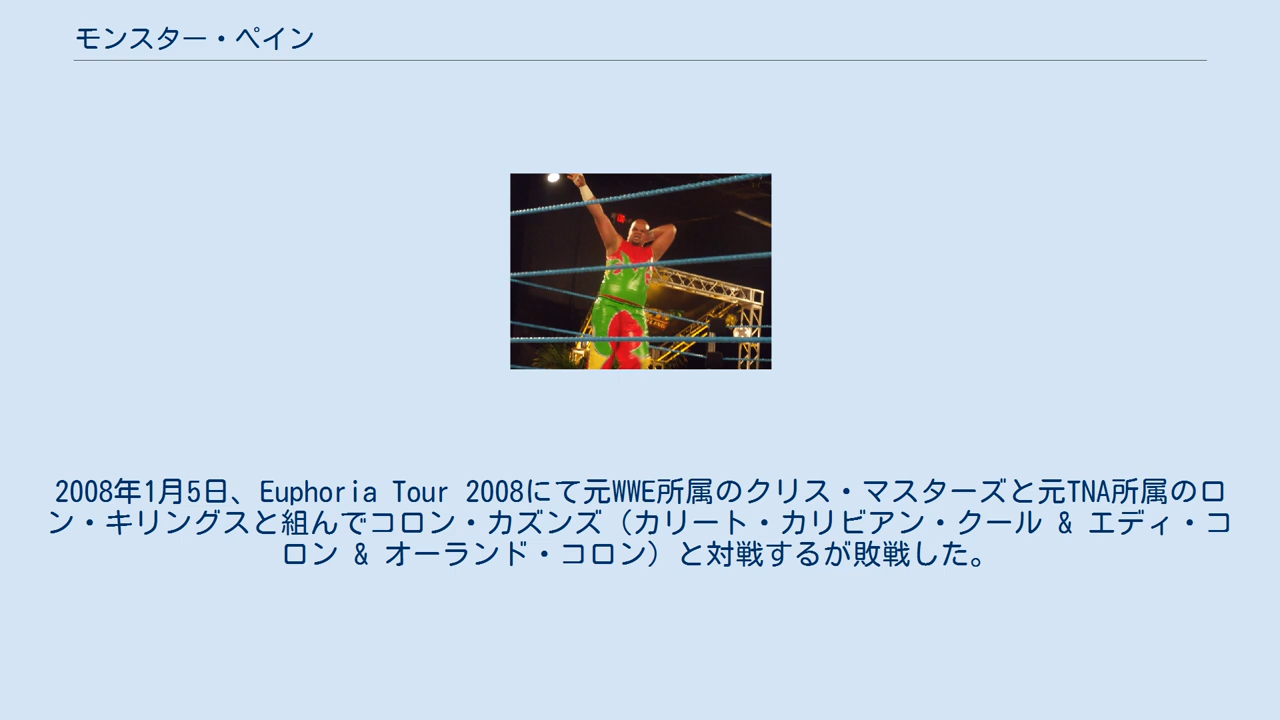 モンスター・ペイン
2008年1月5日、Euphoria Tour 2008にて元WWE所属のクリス・マスターズと元TNA所属のロ
ン・キリングスと組んでコロン・カズンズ（カリート・カリビアン・クール & エディ・コ
ロン & オーランド・コロン）と対戦するが敗戦した。